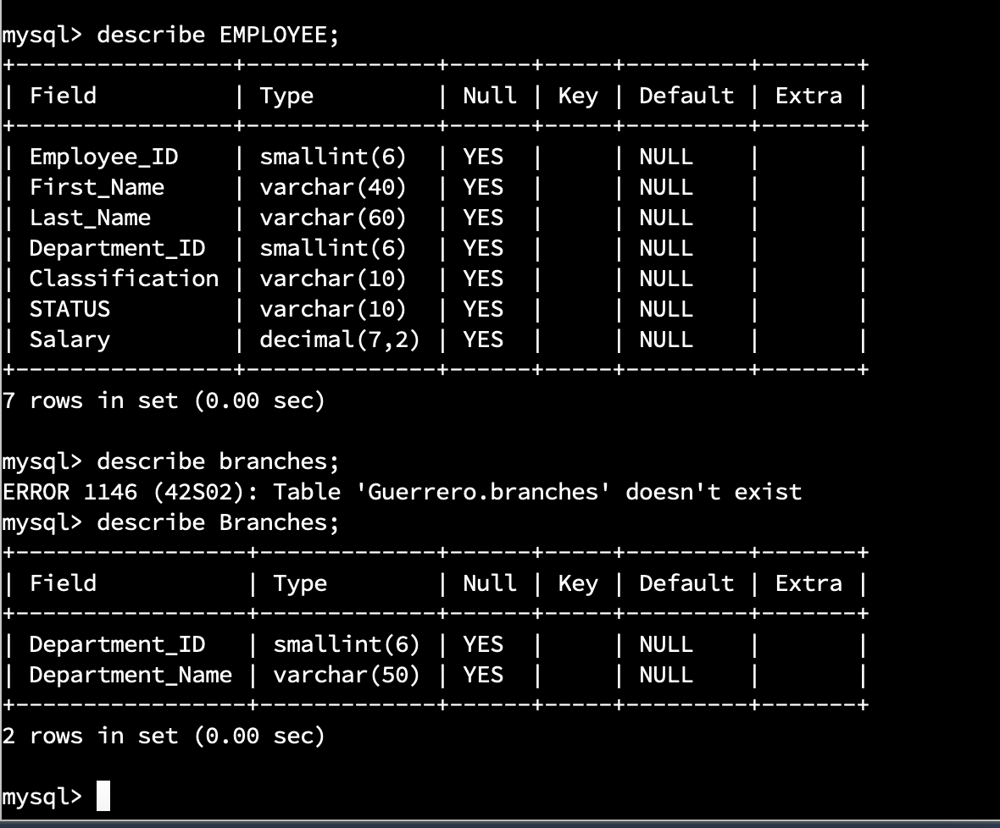 mysql> describe EMPLOYEE;
+----------------+--------------+------+-----+---------+-------+
| Field          | Type         | Null | Key | Default | Extra |
+----------------+--------------+------+-----+---------+-------+
| Employee_ID    | smallint(6)  | YES  |     | NULL    |       |
| First_Name     | varchar(40)  | YES  |     | NULL    |       |
| Last_Name      | varchar(60)  | YES  |     | NULL    |       |
| Department_ID  | smallint(6)  | YES  |     | NULL    |       |
| Classification | varchar(10)  | YES  |     | NULL    |       |
| STATUS         | varchar(10)  | YES  |     | NULL    |       |
| Salary         | decimal(7,2) | YES  |     | NULL    |       |
+----------------+--------------+------+-----+---------+-------+
7 rows in set (0.00 sec)

mysql> describe branches;
ERROR 1146 (42S02): Table 'Guerrero.branches' doesn't exist
mysql> describe Branches;
+-----------------+-------------+------+-----+---------+-------+
| Field           | Type        | Null | Key | Default | Extra |
+-----------------+-------------+------+-----+---------+-------+
| Department_ID   | smallint(6) | YES  |     | NULL    |       |
| Department_Name | varchar(50) | YES  |     | NULL    |       |
+-----------------+-------------+------+-----+---------+-------+
2 rows in set (0.00 sec)

mysql>